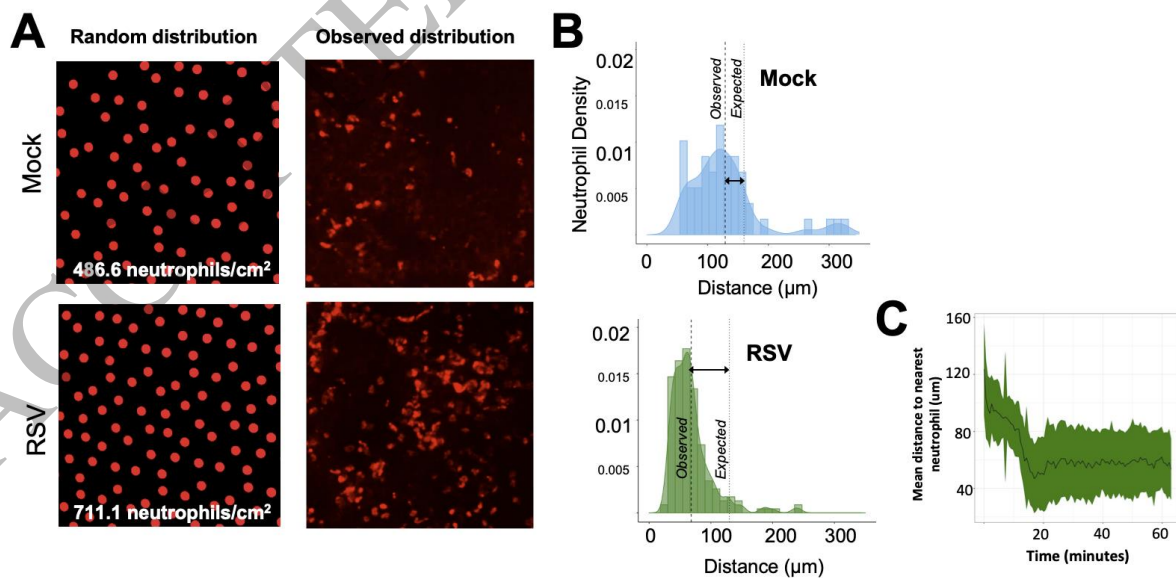 A
Random distribution
Observed distribution
Mock
486.6 neutrophils/cm²
RSV
711.1 neutrophils/cm²
B
Neutrophil Density
0.02
0.015
0.01
0.005
Observed
Expected
Mock
0
100
200
300
Distance (µm)
0.02
0.015
0.01
0.005
Observed
Expected
RSV
0
100
200
300
Distance (µm)
C
Mean distance to nearest
neutrophil (um)
160
120
80
40
20
40
60
Time (minutes)